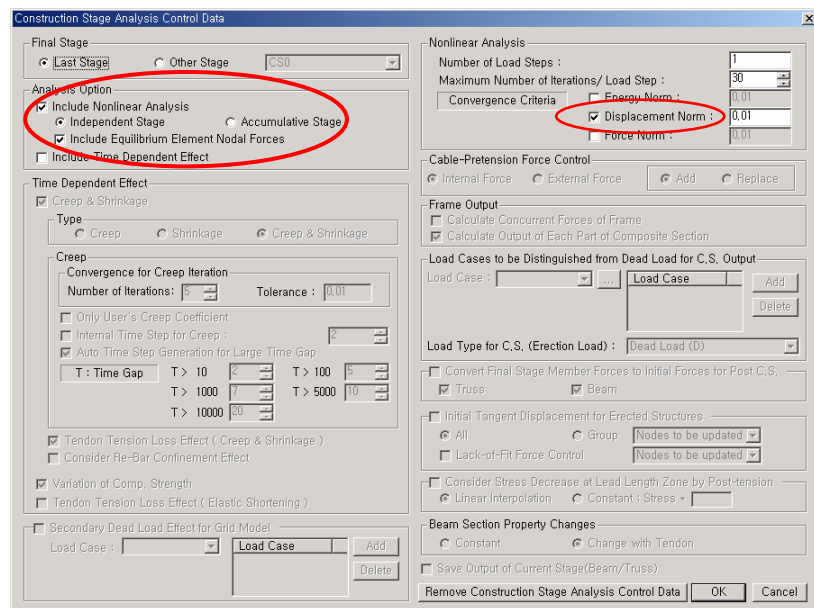 Construction Stage Analysis Control Data
Final Stage
Last Stage Other Stage CS0
Analysis Option
Include Nonlinear Analysis
Independent Stage Accumulative Stage
Include Equilibrium Element Nodal Forces
Include Time Dependent Effect
Time Dependent Effect
Creep & Shrinkage
Type
Creep Shrinkage Creep & Shrinkage
Creep
Convergence for Creep Iteration
Number of Iterations: 5 Tolerance : 0,01
Only User's Creep Coefficient
Internal Time Step for Creep : 2
Auto Time Step Generation for Large Time Gap
T : Time Gap T > 10 2 T > 100 5
T > 1000 7 T > 5000 10
T > 10000 20
Tendon Tension Loss Effect ( Creep & Shrinkage )
Consider Re-Bar Confinement Effect
Variation of Comp, Strength
Tendon Tension Loss Effect ( Elastic Shortening )
Secondary Dead Load Effect for Grid Model
Load Case : Load Case Add
Delete
Nonlinear Analysis
Number of Load Steps : 1
Maximum Number of Iterations/ Load Step : 30
Convergence Criteria Energy Norm : 0,01
Displacement Norm : 0,01
Force Norm : 0,01
Cable-Pretension Force Control
Internal Force External Force Add Replace
Frame Output
Calculate Concurrent Forces of Frame
Calculate Output of Each Part of Composite Section
Load Cases to be Distinguished from Dead Load for C,S, Output
Load Case : ... Load Case Add
Delete
Load Type for C,S, (Erection Load) : Dead Load (D)
Convert Final Stage Member Forces to Initial Forces for Post C,S,
Truss Beam
Initial Tangent Displacement for Erected Structures
All Group Nodes to be updated
Lack-of-Fit Force Control Nodes to be updated
Consider Stress Decrease at Lead Length Zone by Post-tension
Linear Interpolation Constant : Stress *
Beam Section Property Changes
Constant Change with Tendon
Save Output of Current Stage(Beam/Truss)
Remove Construction Stage Analysis Control Data OK Cancel